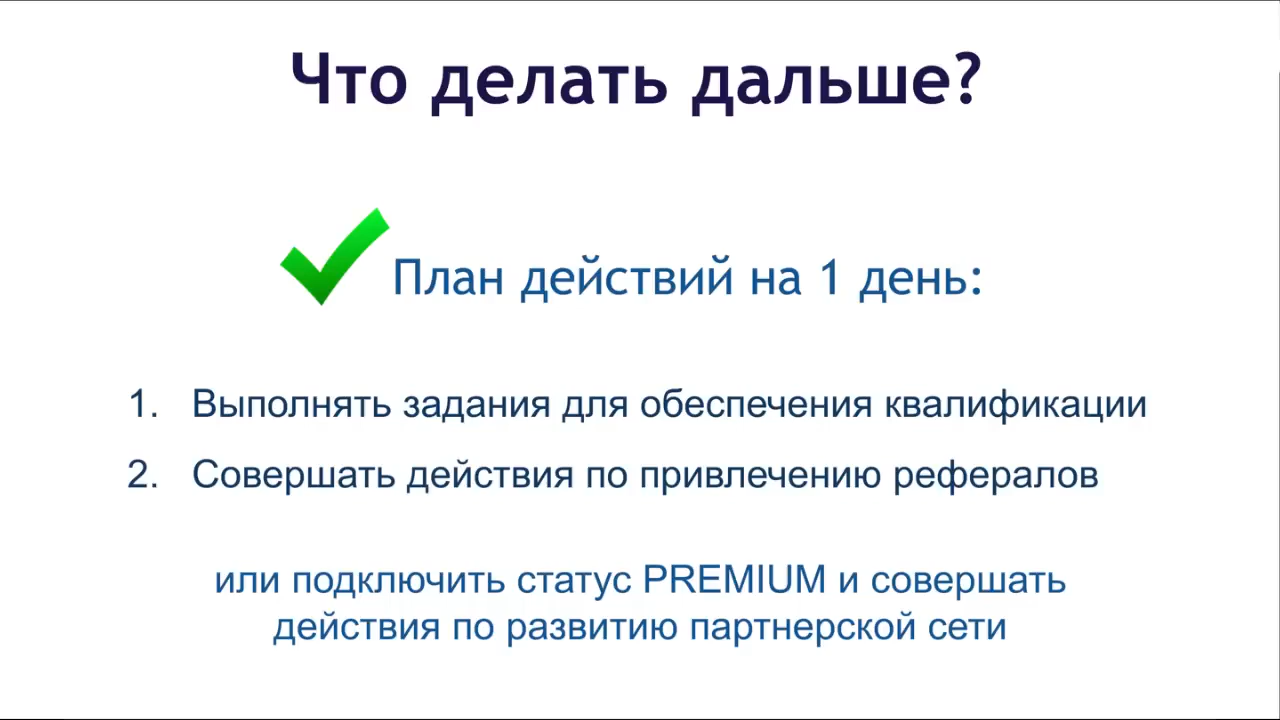 Что делать дальше?
План действий на 1 день:
1. Выполнять задания для обеспечения квалификации
2. Совершать действия по привлечению рефералов
или подключить статус PREMIUM и совершать
действия по развитию партнерской сети